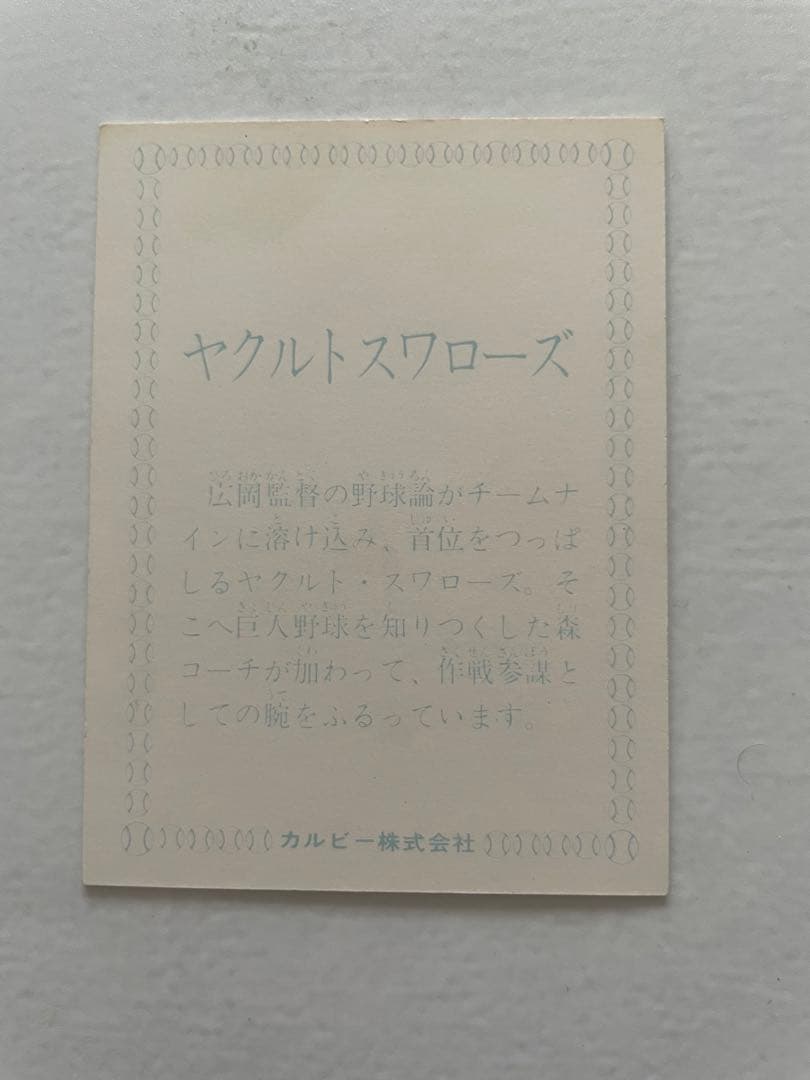 ヤクルトスワローズ
広岡監督の野球論がチームナ
インに溶け込み、首位をつっぱ
しるヤクルト・スワローズ。そ
こへ巨人野球を知りつくした森
コーチが加わって、作戦参謀と
しての腕をふるっています。
カルビー株式会社